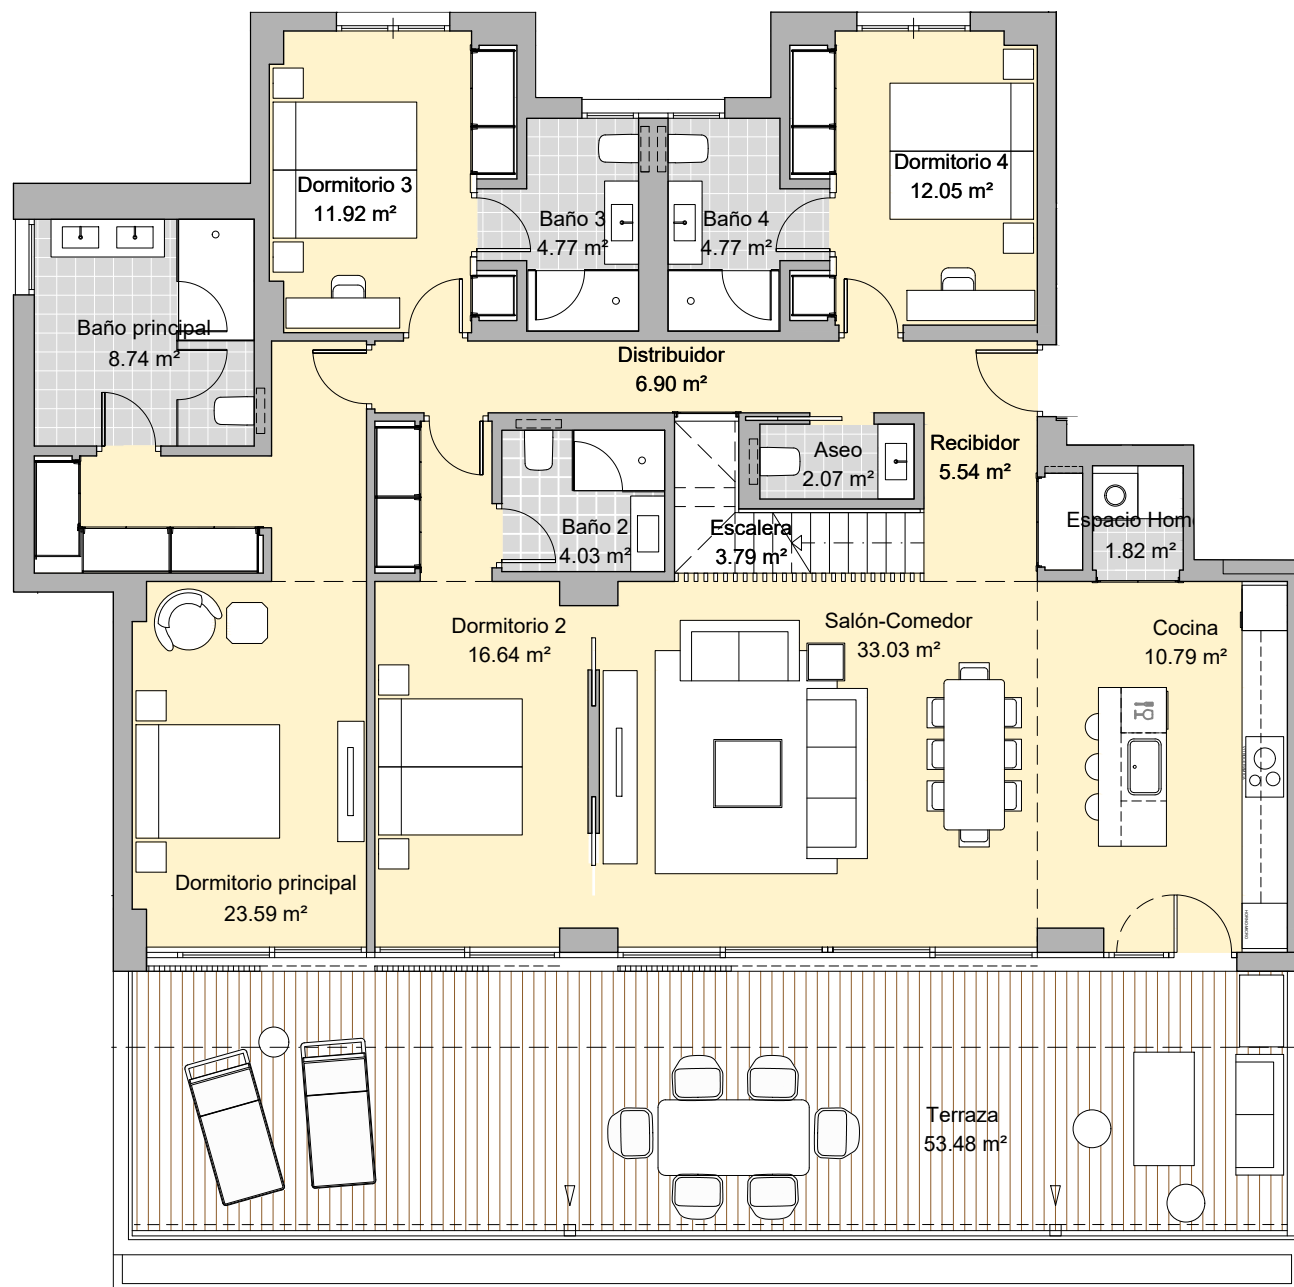 Dormitorio 3
11.92 m²
Dormitorio 4
12.05 m²
Baño 3
4.77 m²
Baño 4
4.77 m²
Baño principal
8.74 m²
Distribuidor
6.90 m²
Aseo
2.07 m²
Recibidor
5.54 m²
Baño 2
4.03 m²
Escalera
3.79 m²
Espacio Hom
1.82 m²
Dormitorio 2
16.64 m²
Salón-Comedor
33.03 m²
Cocina
10.79 m²
Dormitorio principal
23.59 m²
Terraza
53.48 m²